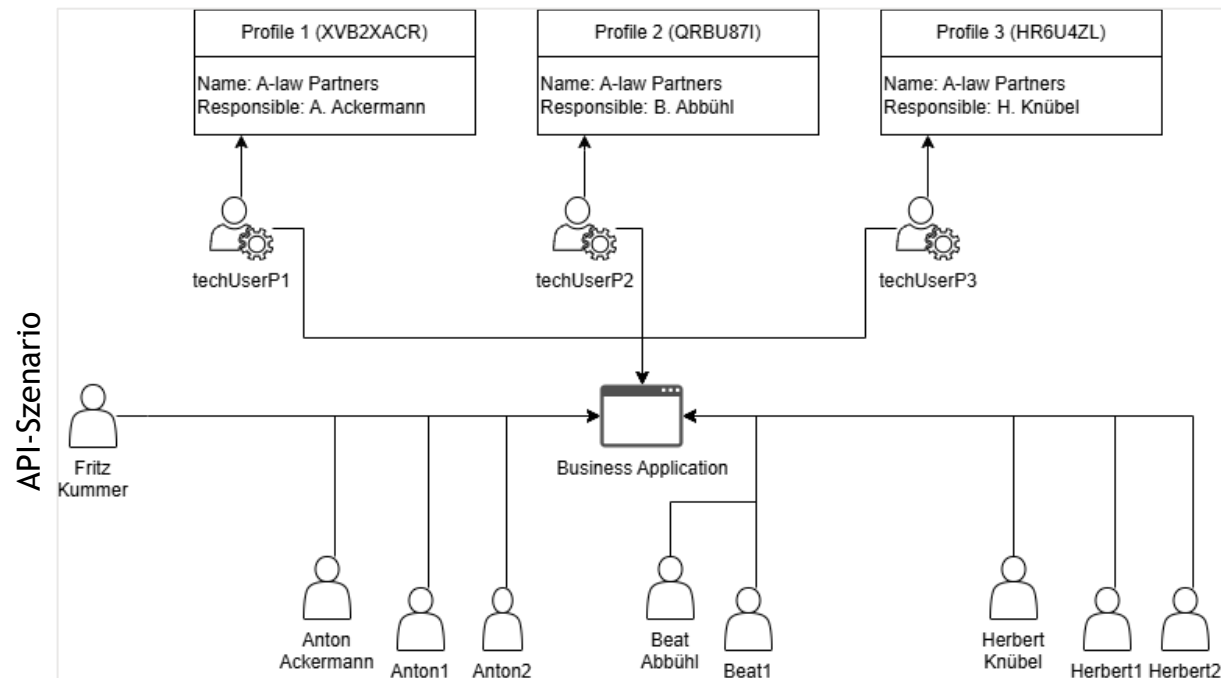 Profile 1 (XVB2XACR)
Name: A-law Partners
Responsible: A. Ackermann
Profile 2 (QRBU87I)
Name: A-law Partners
Responsible: B. Abbühl
Profile 3 (HR6U4ZL)
Name: A-law Partners
Responsible: H. Knübel
techUserP1
techUserP2
techUserP3
API-Szenario
Fritz
Kummer
Business Application
Anton
Ackermann
Anton1
Anton2
Beat
Abbühl
Beat1
Herbert
Knübel
Herbert1
Herbert2